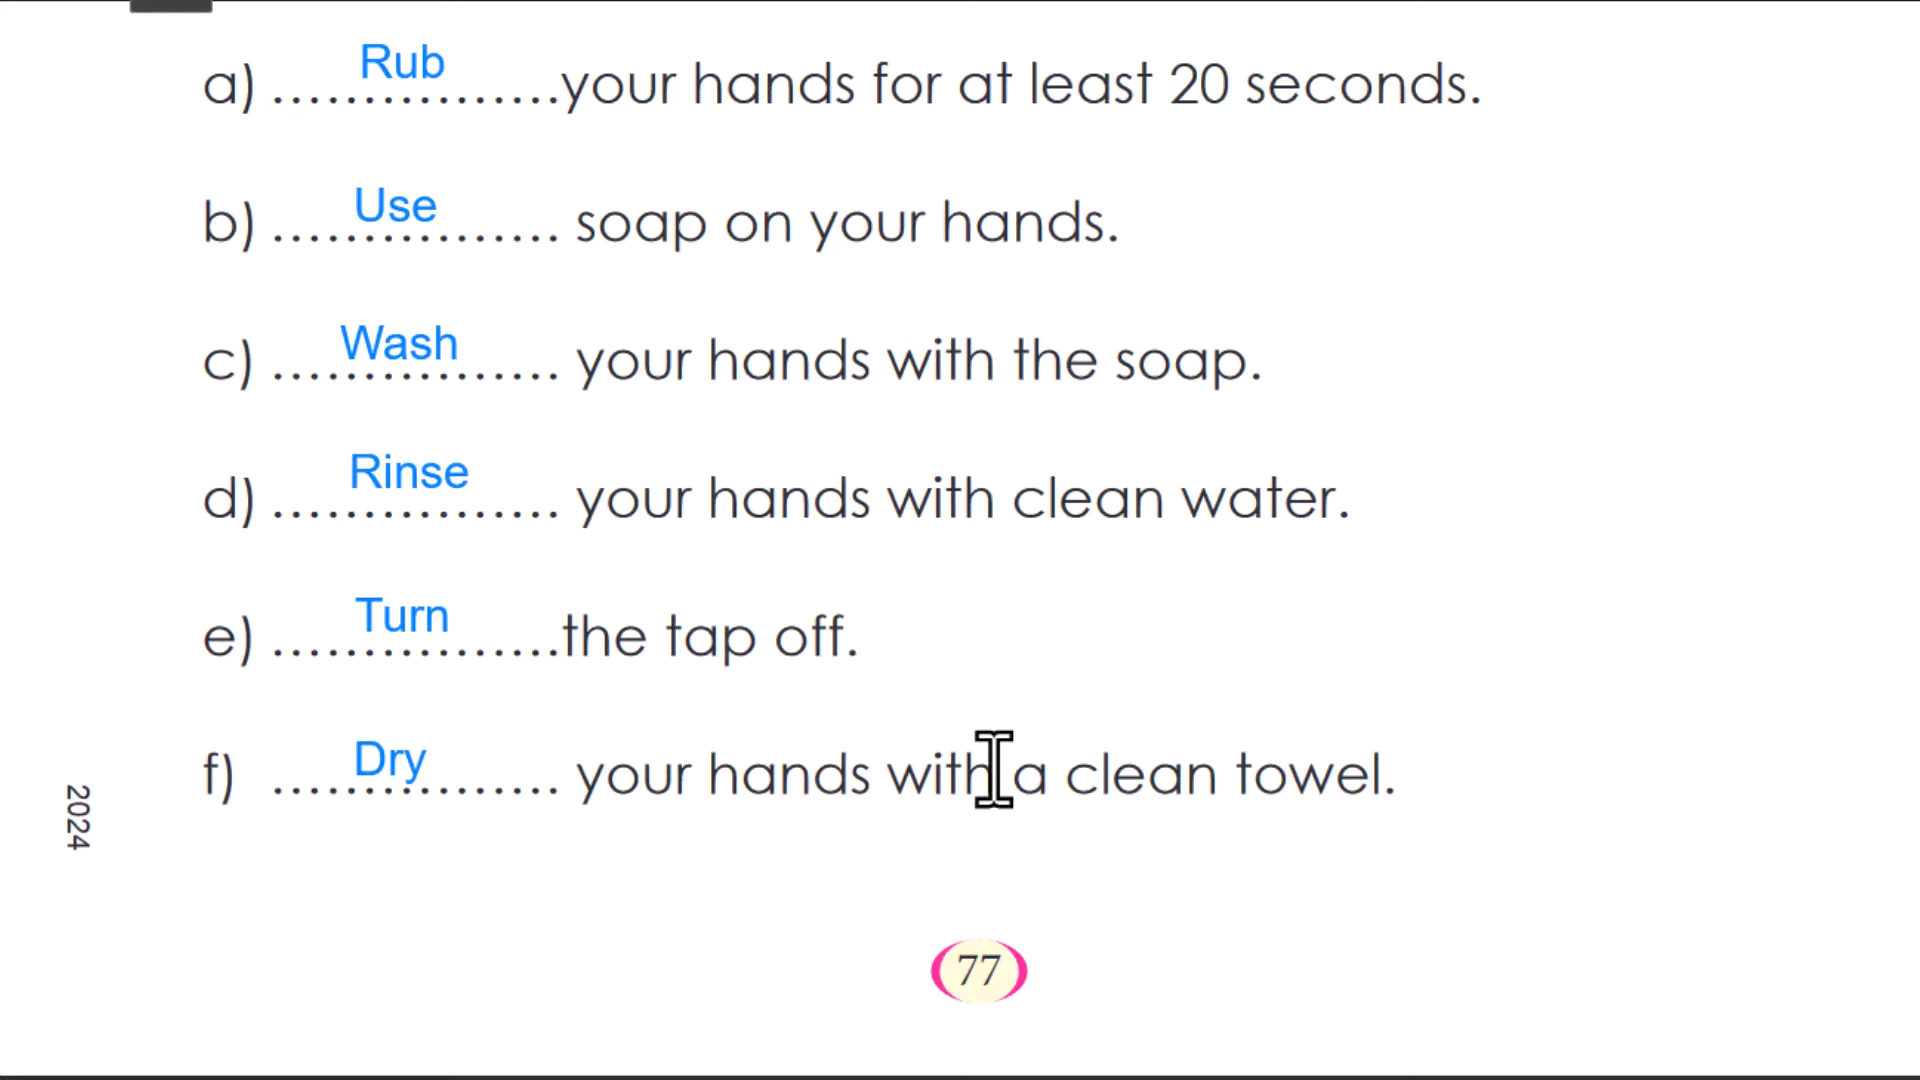 a) ................your hands for at least 20 seconds.
Rub
b) ................ soap on your hands.
Use
c) ................ your hands with the soap.
Wash
d) ................ your hands with clean water.
Rinse
e) ................the tap off.
Turn
f) ................ your hands with a clean towel.
Dry
2024
77